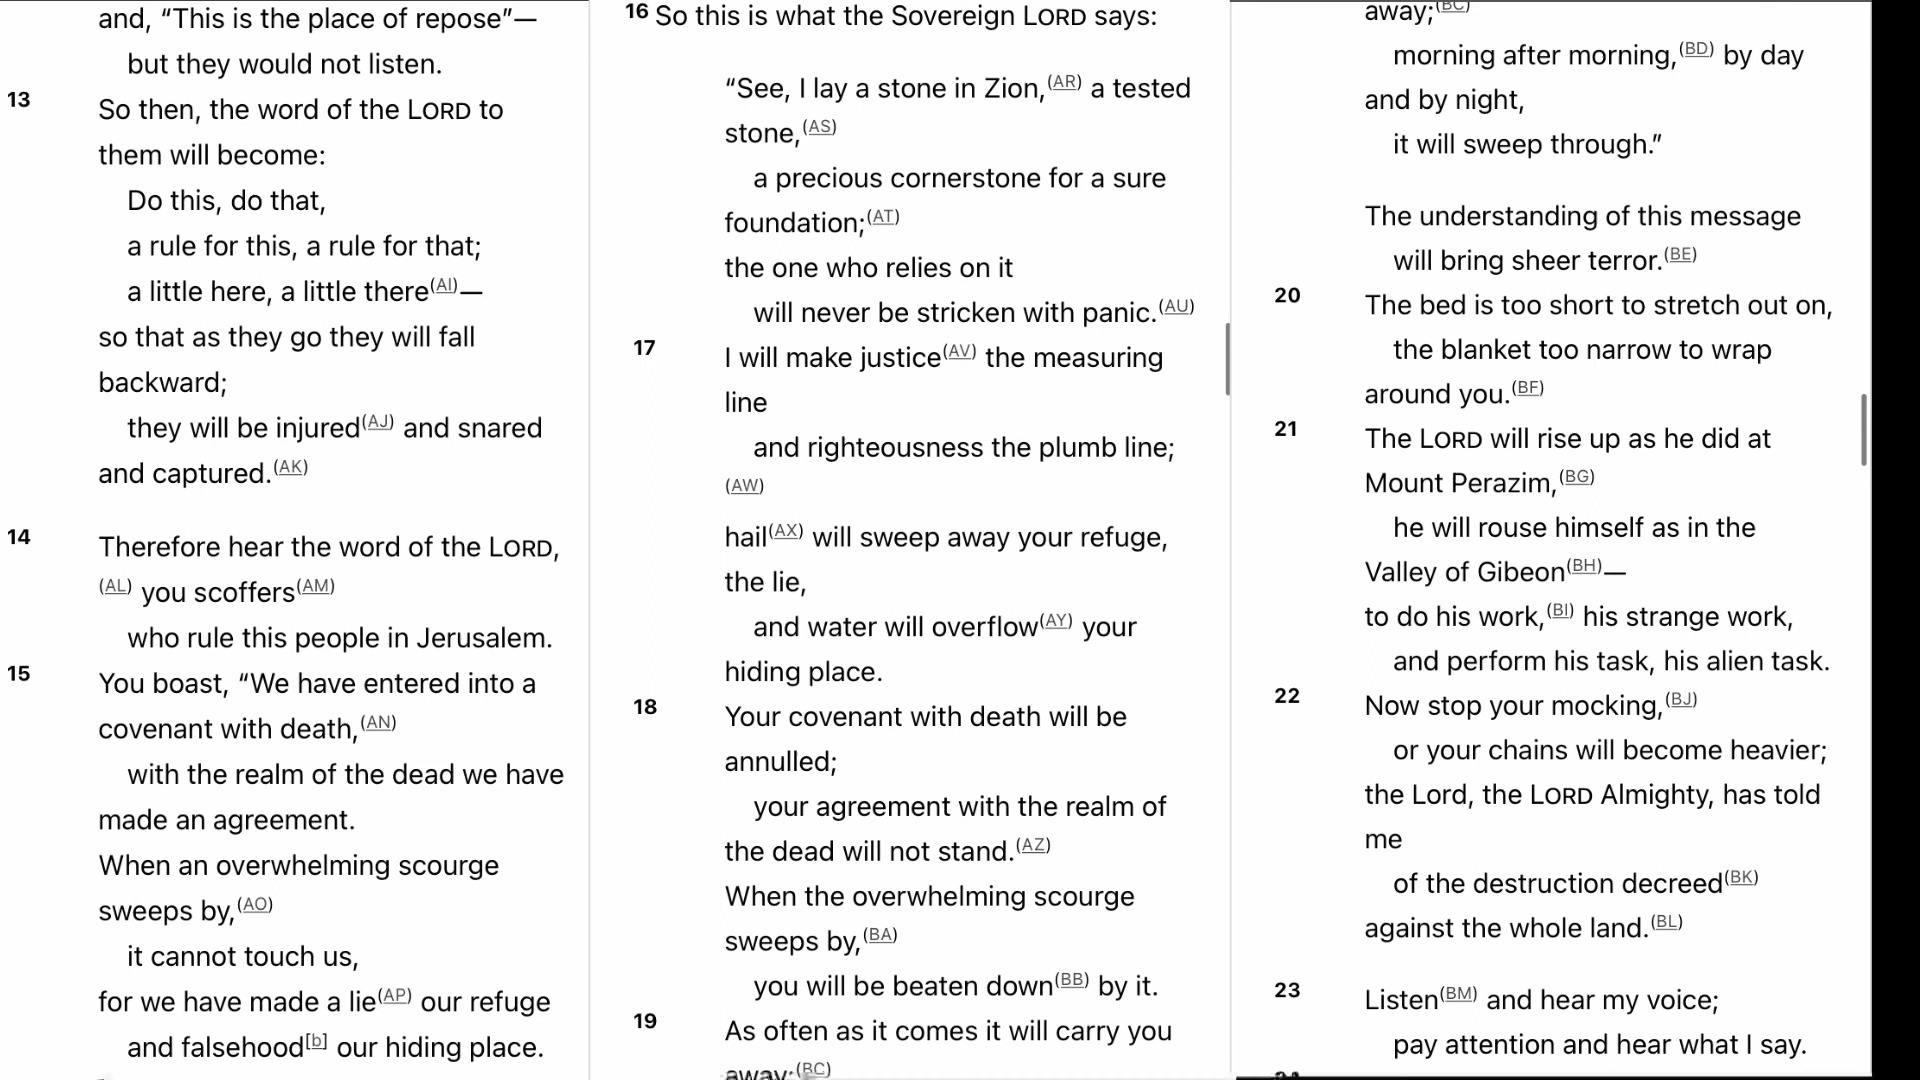 and, “This is the place of repose”—
but they would not listen.
13 So then, the word of the LORD to
them will become:
Do this, do that,
a rule for this, a rule for that;
a little here, a little there(AI)—
so that as they go they will fall
backward;
they will be injured(AJ) and snared
and captured.(AK)
14 Therefore hear the word of the LORD,
(AL) you scoffers(AM)
who rule this people in Jerusalem.
15 You boast, “We have entered into a
covenant with death,(AN)
with the realm of the dead we have
made an agreement.
When an overwhelming scourge
sweeps by,(AO)
it cannot touch us,
for we have made a lie(AP) our refuge
and falsehood[b] our hiding place.
16 So this is what the Sovereign LORD says:
“See, I lay a stone in Zion,(AR) a tested
stone,(AS)
a precious cornerstone for a sure
foundation;(AT)
the one who relies on it
will never be stricken with panic.(AU)
17 I will make justice(AV) the measuring
line
and righteousness the plumb line;
(AW)
hail(AX) will sweep away your refuge,
the lie,
and water will overflow(AY) your
hiding place.
18 Your covenant with death will be
annulled;
your agreement with the realm of
the dead will not stand.(AZ)
When the overwhelming scourge
sweeps by,(BA)
you will be beaten down(BB) by it.
19 As often as it comes it will carry you
away;(BC)
away;(BC)
morning after morning,(BD) by day
and by night,
it will sweep through.”
The understanding of this message
will bring sheer terror.(BE)
20 The bed is too short to stretch out on,
the blanket too narrow to wrap
around you.(BF)
21 The LORD will rise up as he did at
Mount Perazim,(BG)
he will rouse himself as in the
Valley of Gibeon(BH)—
to do his work,(BI) his strange work,
and perform his task, his alien task.
22 Now stop your mocking,(BJ)
or your chains will become heavier;
the Lord, the LORD Almighty, has told
me
of the destruction decreed(BK)
against the whole land.(BL)
23 Listen(BM) and hear my voice;
pay attention and hear what I say.